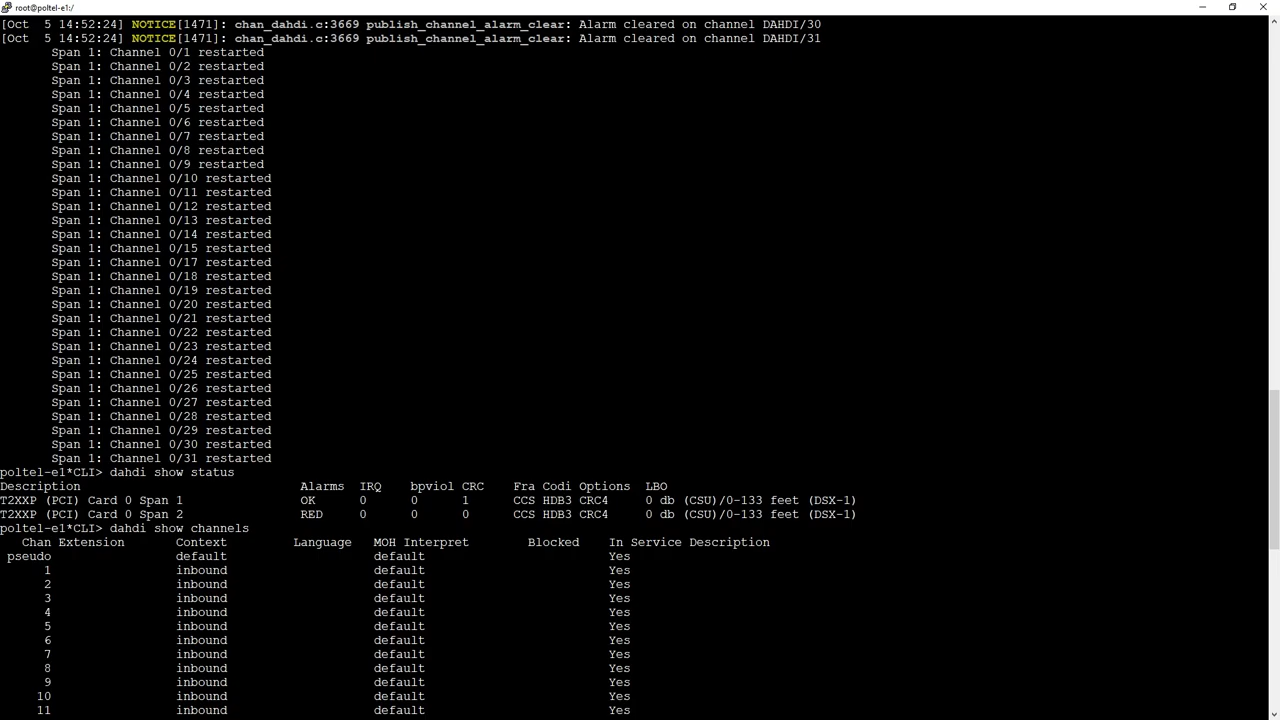 root@poltel-e1:/
[Oct  5 14:52:24] NOTICE[1471]: chan_dahdi.c:3669 publish_channel_alarm_clear: Alarm cleared on channel DAHDI/30
[Oct  5 14:52:24] NOTICE[1471]: chan_dahdi.c:3669 publish_channel_alarm_clear: Alarm cleared on channel DAHDI/31
Span 1: Channel 0/1 restarted
Span 1: Channel 0/2 restarted
Span 1: Channel 0/3 restarted
Span 1: Channel 0/4 restarted
Span 1: Channel 0/5 restarted
Span 1: Channel 0/6 restarted
Span 1: Channel 0/7 restarted
Span 1: Channel 0/8 restarted
Span 1: Channel 0/9 restarted
Span 1: Channel 0/10 restarted
Span 1: Channel 0/11 restarted
Span 1: Channel 0/12 restarted
Span 1: Channel 0/13 restarted
Span 1: Channel 0/14 restarted
Span 1: Channel 0/15 restarted
Span 1: Channel 0/17 restarted
Span 1: Channel 0/18 restarted
Span 1: Channel 0/19 restarted
Span 1: Channel 0/20 restarted
Span 1: Channel 0/21 restarted
Span 1: Channel 0/22 restarted
Span 1: Channel 0/23 restarted
Span 1: Channel 0/24 restarted
Span 1: Channel 0/25 restarted
Span 1: Channel 0/26 restarted
Span 1: Channel 0/27 restarted
Span 1: Channel 0/28 restarted
Span 1: Channel 0/29 restarted
Span 1: Channel 0/30 restarted
Span 1: Channel 0/31 restarted
poltel-e1*CLI> dahdi show status
Description Alarms IRQ bpviol CRC Fra Codi Options LBO
T2XXP (PCI) Card 0 Span 1 OK 0 0 1 CCS HDB3 CRC4 0 db (CSU)/0-133 feet (DSX-1)
T2XXP (PCI) Card 0 Span 2 RED 0 0 0 CCS HDB3 CRC4 0 db (CSU)/0-133 feet (DSX-1)
poltel-e1*CLI> dahdi show channels
Chan Extension Context Language MOH Interpret Blocked In Service Description
pseudo default default Yes
1 inbound default Yes
2 inbound default Yes
3 inbound default Yes
4 inbound default Yes
5 inbound default Yes
6 inbound default Yes
7 inbound default Yes
8 inbound default Yes
9 inbound default Yes
10 inbound default Yes
11 inbound default Yes